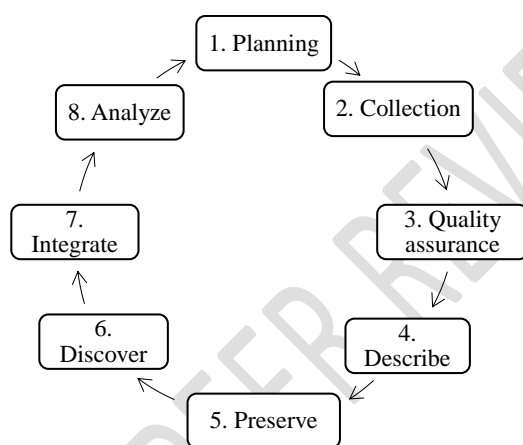 1. Planning
2. Collection
3. Quality
assurance
4.
Describe
5. Preserve
6.
Discover
7.
Integrate
8. Analyze